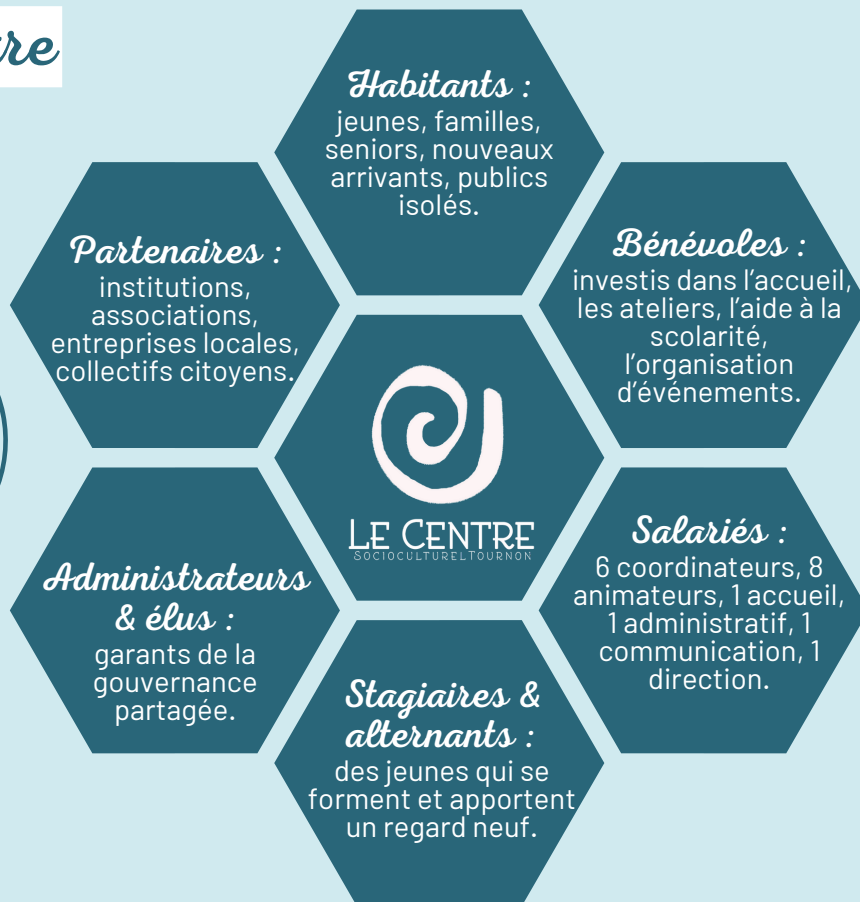 Habitants :
jeunes, familles,
seniors, nouveaux
arrivants, publics
isolés.
Partenaires :
institutions,
associations,
entreprises locales,
collectifs citoyens.
Bénévoles :
investis dans l'accueil,
les ateliers, l'aide à la
scolarité,
l'organisation
d'événements.
LE CENTRE
SOCIOCULTUREL TOURNON
Administrateurs
& élus :
garants de la
gouvernance
partagée.
Salariés :
6 coordinateurs, 8
animateurs, 1 accueil,
1 administratif, 1
communication, 1
direction.
Stagiaires &
alternants :
des jeunes qui se
forment et apportent
un regard neuf.